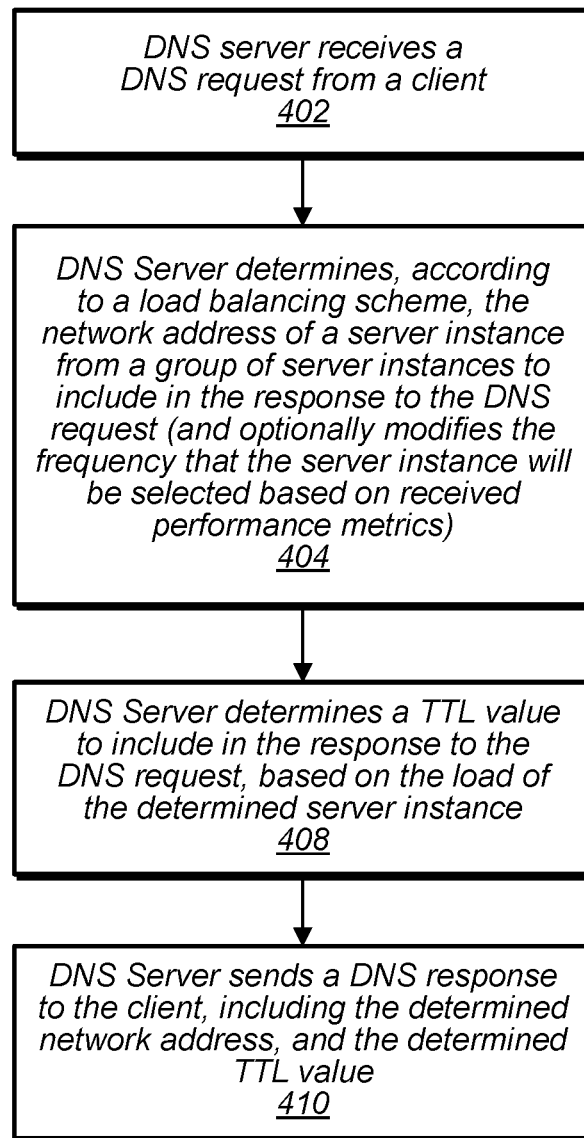 DNS server receives a
DNS request from a client
402
DNS Server determines, according
to a load balancing scheme, the
network address of a server instance
from a group of server instances to
include in the response to the DNS
request (and optionally modifies the
frequency that the server instance will
be selected based on received
performance metrics)
404
DNS Server determines a TTL value
to include in the response to the
DNS request, based on the load of
the determined server instance
408
DNS Server sends a DNS response
to the client, including the determined
network address, and the determined
TTL value
410